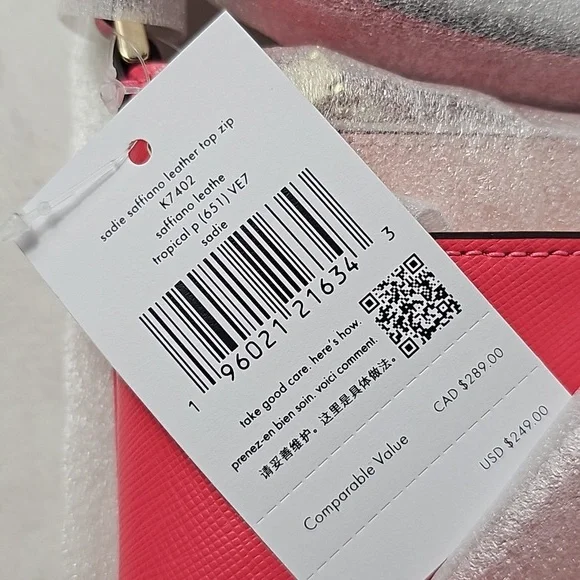 sadie saffiano leather top zip
K7402
saffiano leathe
tropical p (651) VE7
sadie
1 96021 21634 3
take good care. here's how.
prenez-en bien soin. voici comment.
请妥善维护。这里是具体做法。
Comparable Value CAD $289.00
USD $249.00